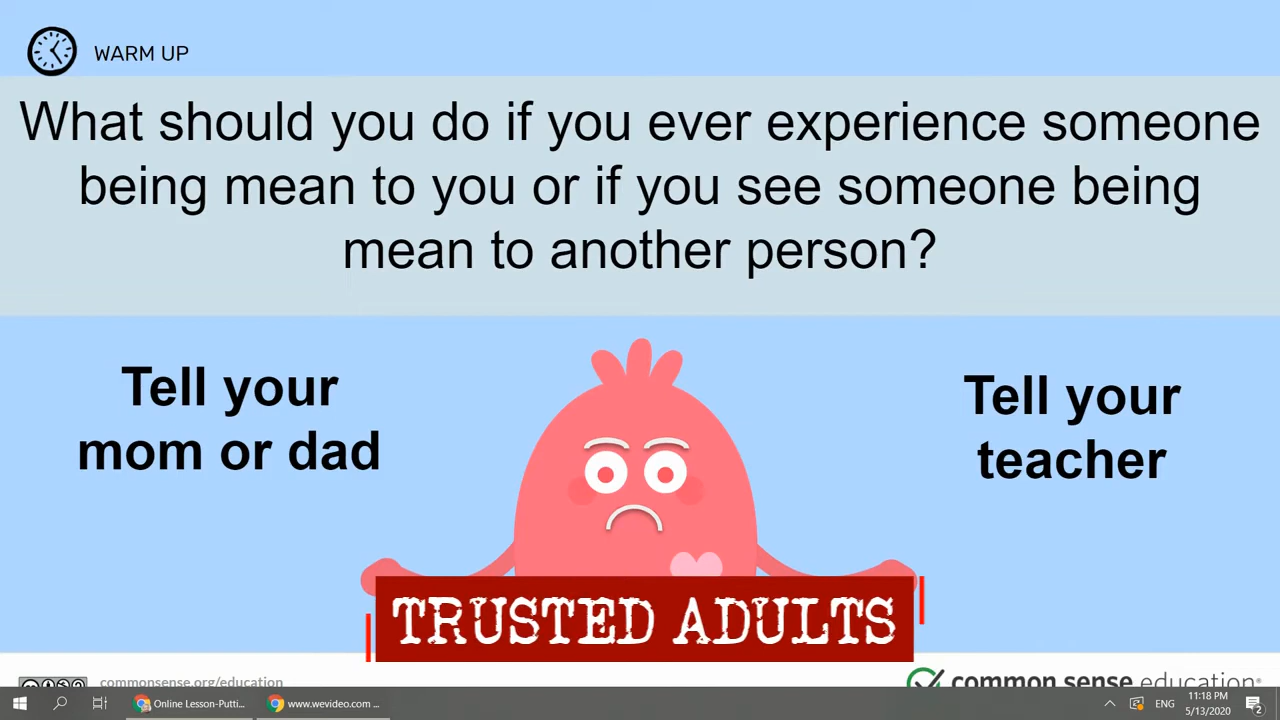 WARM UP
What should you do if you ever experience someone
being mean to you or if you see someone being
mean to another person?
Tell your
mom or dad
Tell your
teacher
TRUSTED ADULTS
commonsense.org/education
common sense education®
Online Lesson-Putti...
www.wevideo.com ...
ENG
11:18 PM
5/13/2020
2